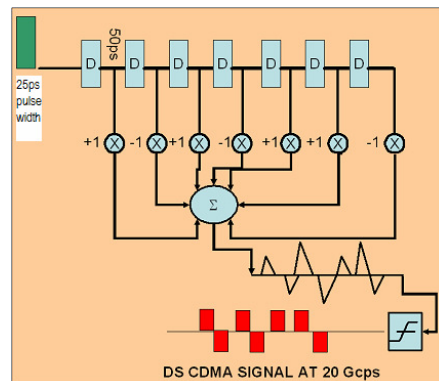 50ps
D D D D D D D
25ps
pulse
width
+1 -1 +1 -1 +1 +1 -1
X X X X X X X
Σ
DS CDMA SIGNAL AT 20 Gcps